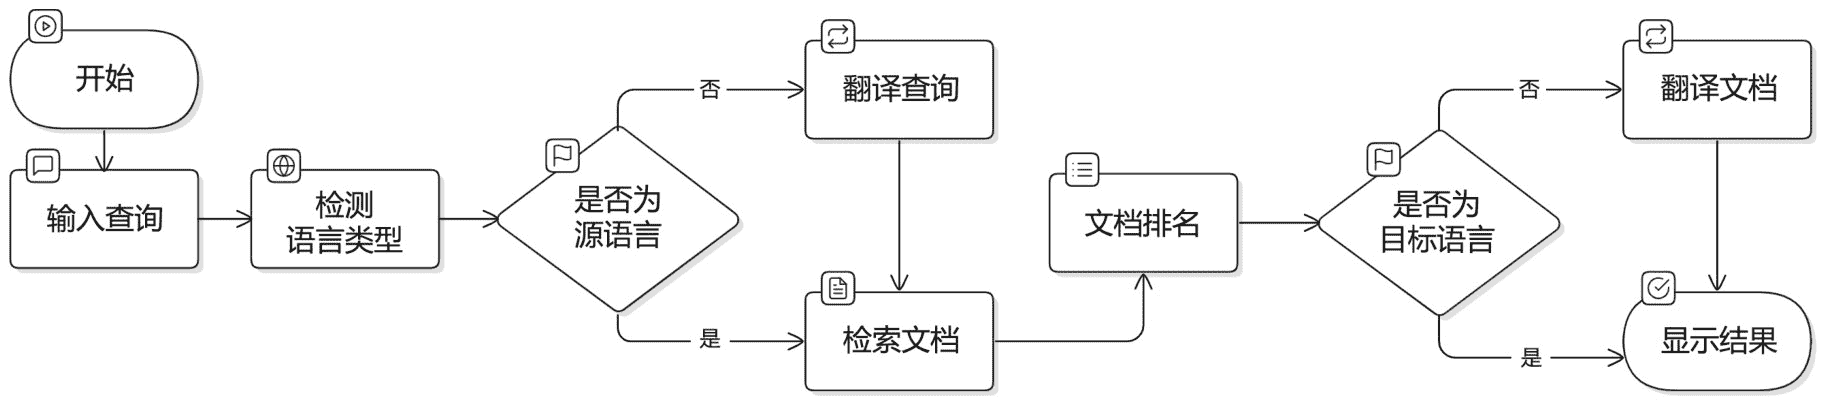 开始
输入查询
检测
语言类型
是否为
源语言
否
翻译查询
是
检索文档
文档排名
是否为
目标语言
否
翻译文档
是
显示结果